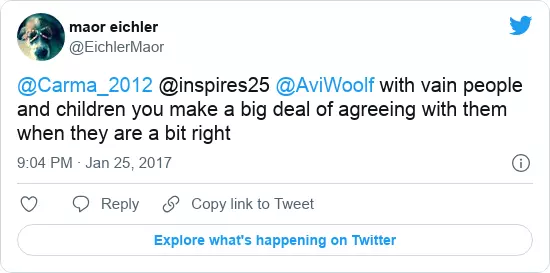 maor eichler
@EichlerMaor
@Carma_2012 @inspires25 @AviWoolf with vain people
and children you make a big deal of agreeing with them
when they are a bit right
9:04 PM · Jan 25, 2017
Reply
Copy link to Tweet
Explore what's happening on Twitter